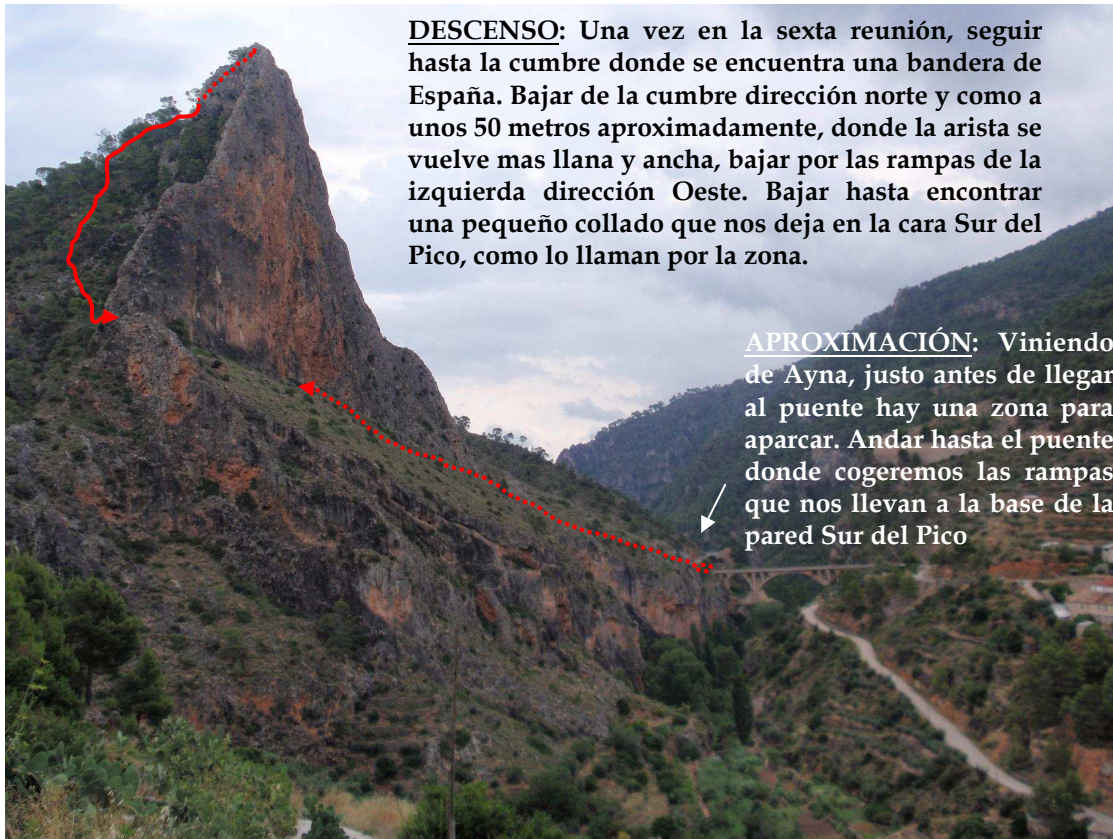 DESCENSO: Una vez en la sexta reunión, seguir
hasta la cumbre donde se encuentra una bandera de
España. Bajar de la cumbre dirección norte y como a
unos 50 metros aproximadamente, donde la arista se
vuelve mas llana y ancha, bajar por las rampas de la
izquierda dirección Oeste. Bajar hasta encontrar
una pequeño collado que nos deja en la cara Sur del
Pico, como lo llaman por la zona.
APROXIMACIÓN: Viniendo
de Ayna, justo antes de llegar
al puente hay una zona para
aparcar. Andar hasta el puente
donde cogeremos las rampas
que nos llevan a la base de la
pared Sur del Pico